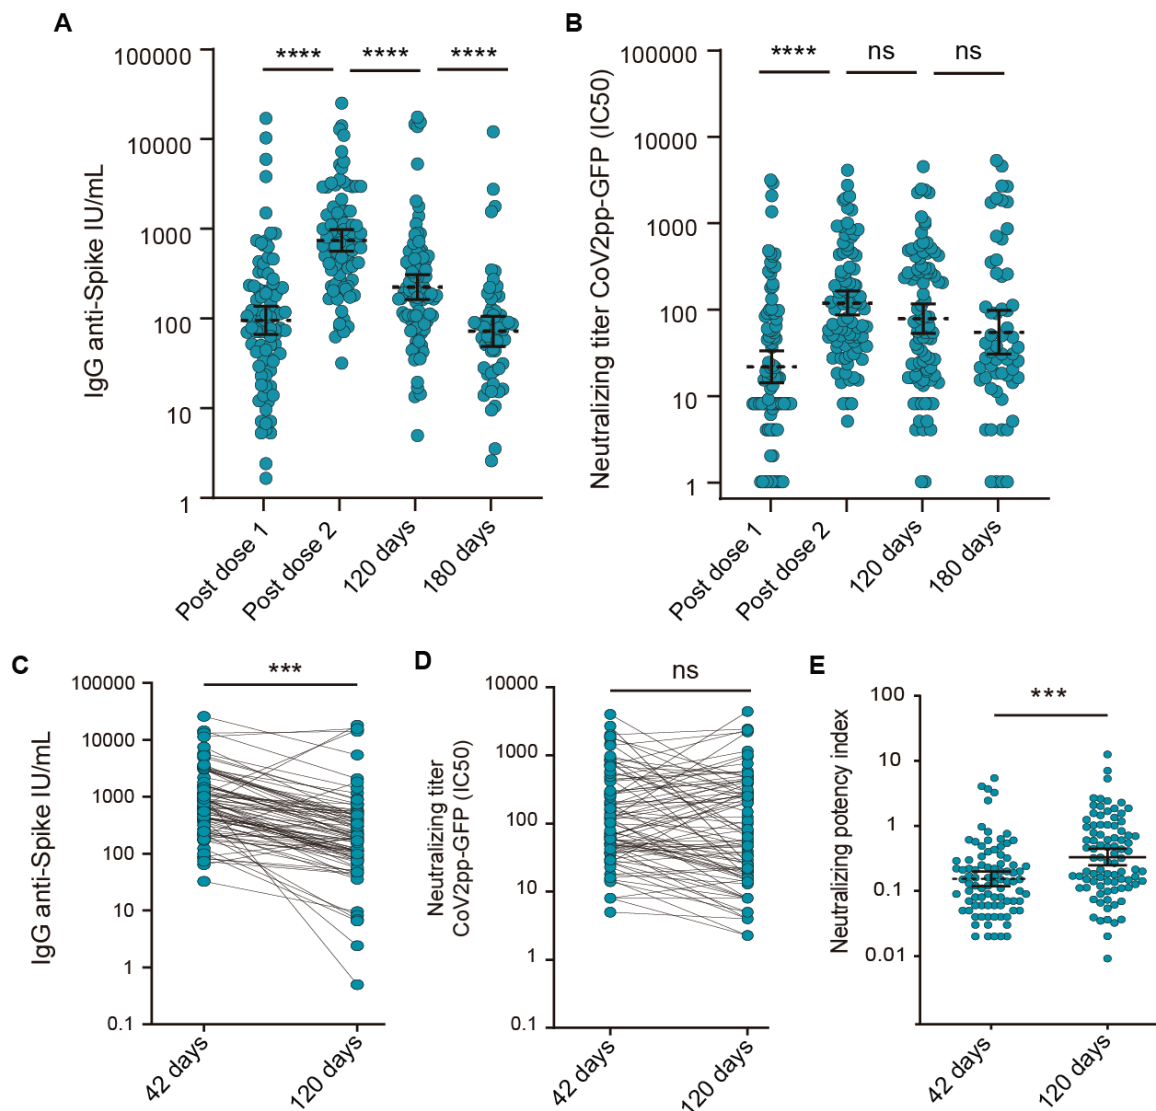 A
IgG anti-Spike IU/mL
100000
10000
1000
100
10
1
**** **** ****
Post dose 1
Post dose 2
120 days
180 days
B
Neutralizing titer CoV2pp-GFP (IC50)
100000
10000
1000
100
10
1
**** ns ns
Post dose 1
Post dose 2
120 days
180 days
C
IgG anti-Spike IU/mL
100000
10000
1000
100
10
1
0.1
***
42 days
120 days
D
Neutralizing titer
CoV2pp-GFP (IC50)
10000
1000
100
10
1
0.1
ns
42 days
120 days
E
Neutralizing potency index
100
10
1
0.1
0.01
***
42 days
120 days